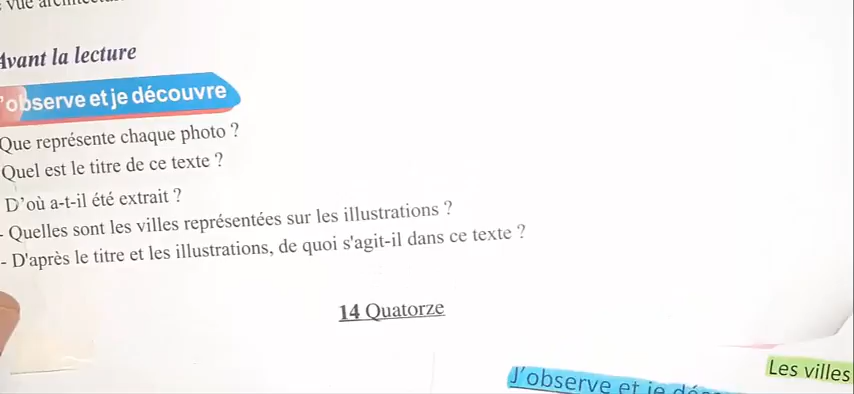 vue
Avant la lecture
J'observe et je découvre
Que représente chaque photo ?
Quel est le titre de ce texte ?
D'où a-t-il été extrait ?
- Quelles sont les villes représentées sur les illustrations ?
- D'après le titre et les illustrations, de quoi s'agit-il dans ce texte ?
14 Quatorze
Les villes
J'observe et je